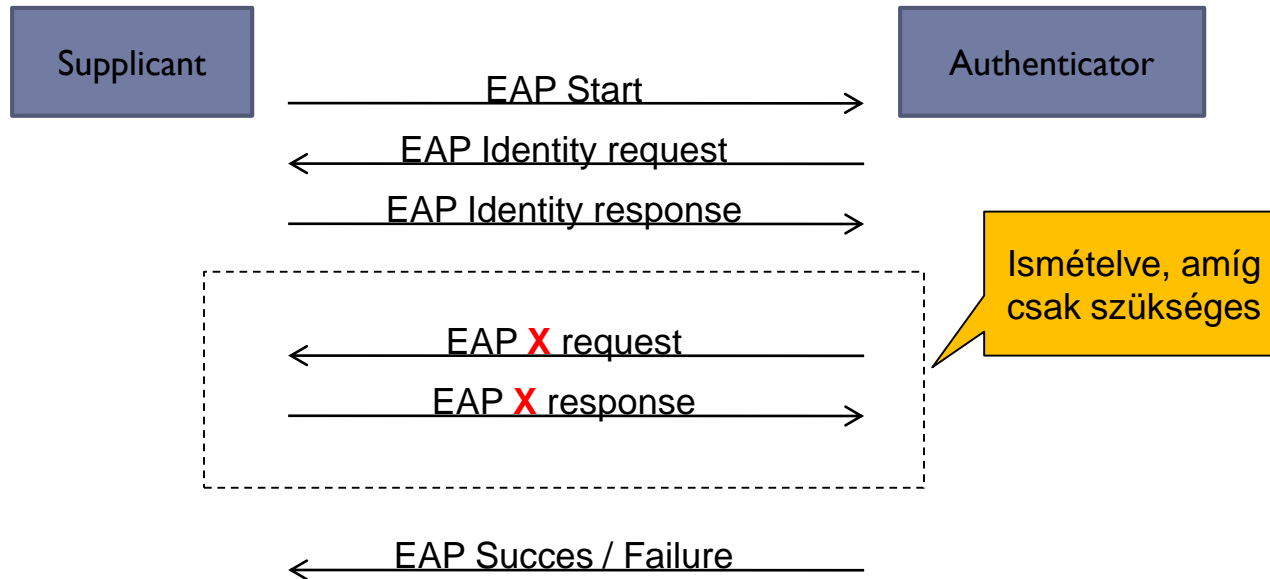 Supplicant
Authenticator
EAP Start
EAP Identity request
EAP Identity response
Ismételve, amíg
csak szükséges
EAP X request
EAP X response
EAP Succes / Failure